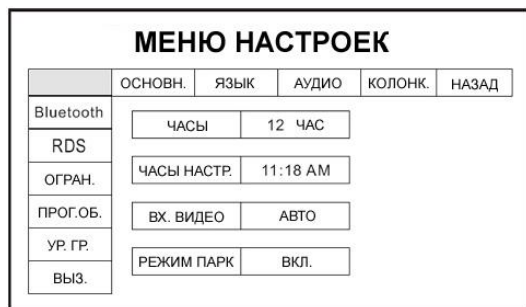 МЕНЮ НАСТРОЕК
ОСНОВН. ЯЗЫК АУДИО КОЛОНК. НАЗАД
Bluetooth
ЧАСЫ 12 ЧАС
RDS
ЧАСЫ НАСТР. 11:18 AM
ОГРАН.
ПРОГ.ОБ.
ВХ. ВИДЕО АВТО
УР. ГР.
РЕЖИМ ПАРК ВКЛ.
ВЫЗ.